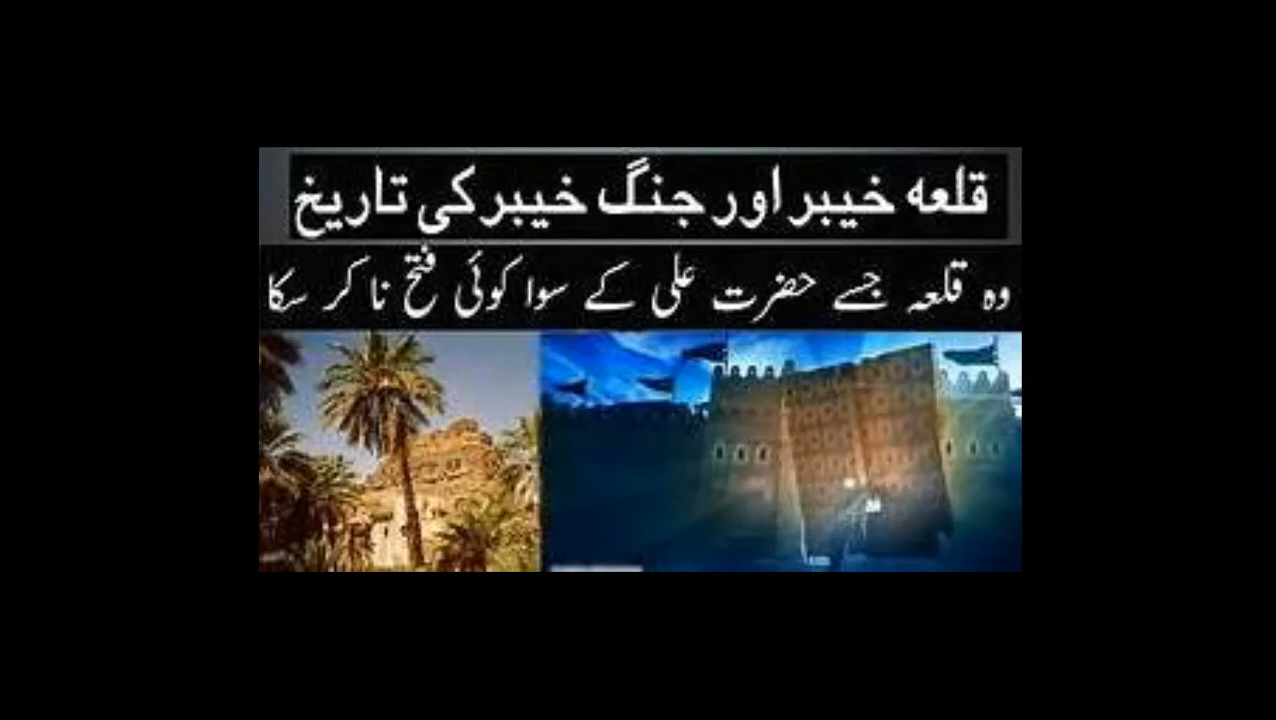 قلعہ خیبر اور جنگ خیبر کی تاریخ
وہ قلعہ جسے حضرت علی کے سوا کوئی فتح نا کر سکا